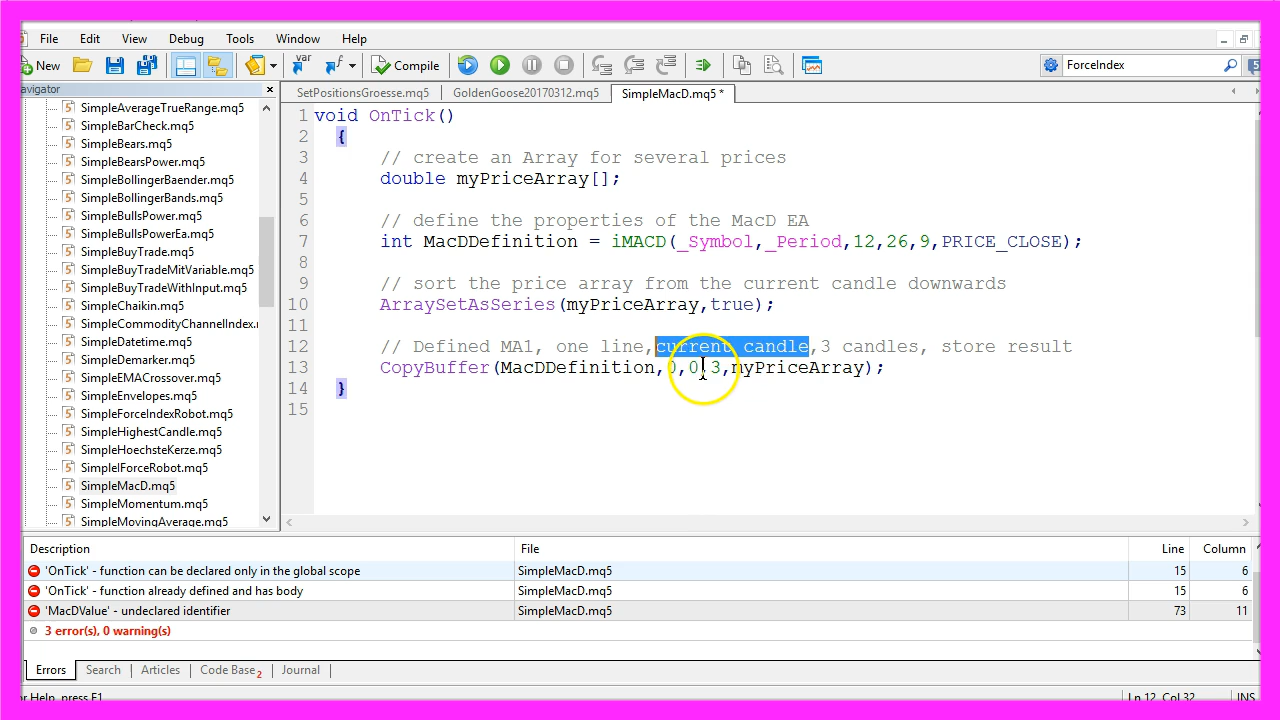 File Edit View Debug Tools Window Help
New Compile ForceIndex 5
avigator SetPositionsGroesse.mq5 GoldenGoose20170312.mq5 SimpleMacD.mq5 *
SimpleAverageTrueRange.mq5
SimpleBarCheck.mq5
SimpleBears.mq5
SimpleBearsPower.mq5
SimpleBollingerBaender.mq5
SimpleBollingerBands.mq5
SimpleBullsPower.mq5
SimpleBullsPowerEa.mq5
SimpleBuyTrade.mq5
SimpleBuyTradeMitVariable.mq5
SimpleBuyTradeWithInput.mq5
SimpleChaikin.mq5
SimpleCommodityChannelIndex.
SimpleDatetime.mq5
SimpleDemarker.mq5
SimpleEMACrossover.mq5
SimpleEnvelopes.mq5
SimpleForceIndexRobot.mq5
SimpleHighestCandle.mq5
SimpleHoechsteKerze.mq5
SimpleIForceRobot.mq5
SimpleMacD.mq5
SimpleMomentum.mq5
SimpleMovingAverage.mq5
1 void OnTick()
2 {
3 // create an Array for several prices
4 double myPriceArray[];
5
6 // define the properties of the MacD EA
7 int MacDDefinition = iMACD(_Symbol,_Period,12,26,9,PRICE_CLOSE);
8
9 // sort the price array from the current candle downwards
10 ArraySetAsSeries(myPriceArray,true);
11
12 // Defined MA1, one line,current candle,3 candles, store result
13 CopyBuffer(MacDDefinition,0,0,3,myPriceArray);
14 }
15
Description File Line Column
'OnTick' - function can be declared only in the global scope SimpleMacD.mq5 15 6
'OnTick' - function already defined and has body SimpleMacD.mq5 15 6
'MacDValue' - undeclared identifier SimpleMacD.mq5 73 11
3 error(s), 0 warning(s)
Errors Search Articles Code Base 2 Journal
r Help, press F1 Ln 12, Col 32 INS